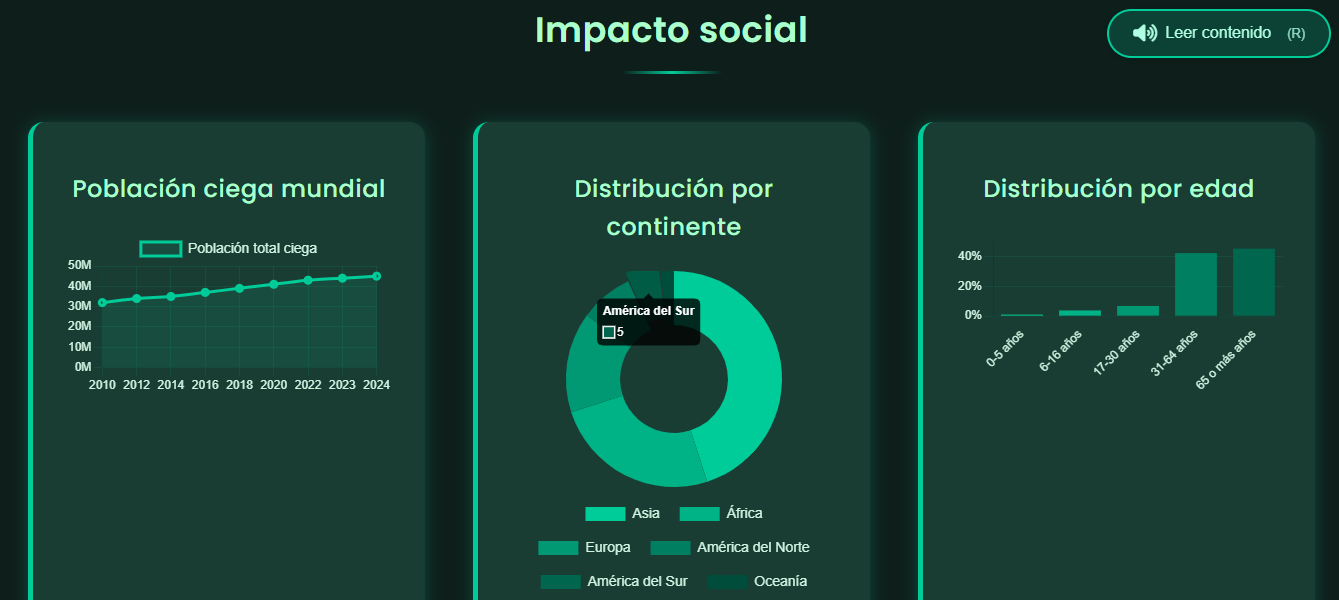 Impacto social
Leer contenido (R)
Población ciega mundial
Población total ciega
50M
40M
30M
20M
10M
0M
2010 2012 2014 2016 2018 2020 2022 2023 2024
Distribución por
continente
América del Sur
5
Asia África
Europa América del Norte
América del Sur Oceanía
Distribución por edad
40%
20%
0%
0-5 años 6-16 años 17-30 años 31-64 años 65 o más años